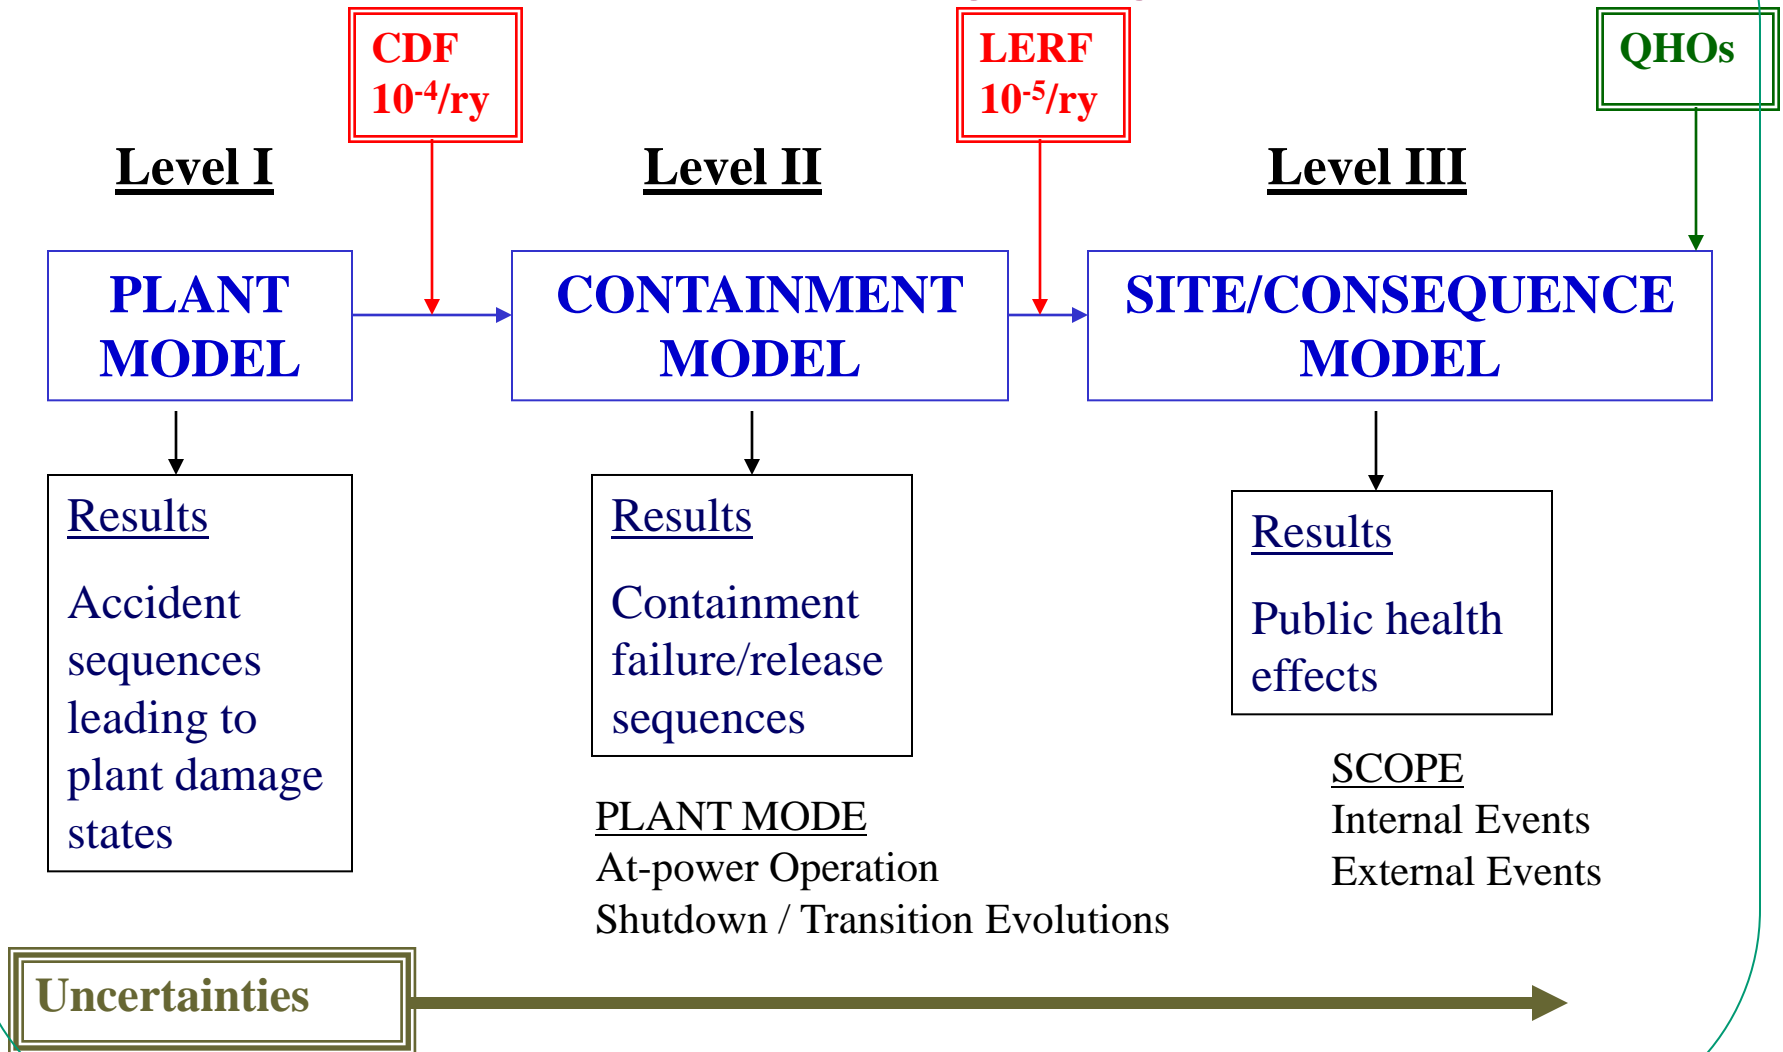 CDF
10⁻⁴/ry
LERF
10⁻⁵/ry
QHOs
Level I
Level II
Level III
PLANT
MODEL
CONTAINMENT
MODEL
SITE/CONSEQUENCE
MODEL
Results
Accident
sequences
leading to
plant damage
states
Results
Containment
failure/release
sequences
Results
Public health
effects
PLANT MODE
At-power Operation
Shutdown / Transition Evolutions
SCOPE
Internal Events
External Events
Uncertainties